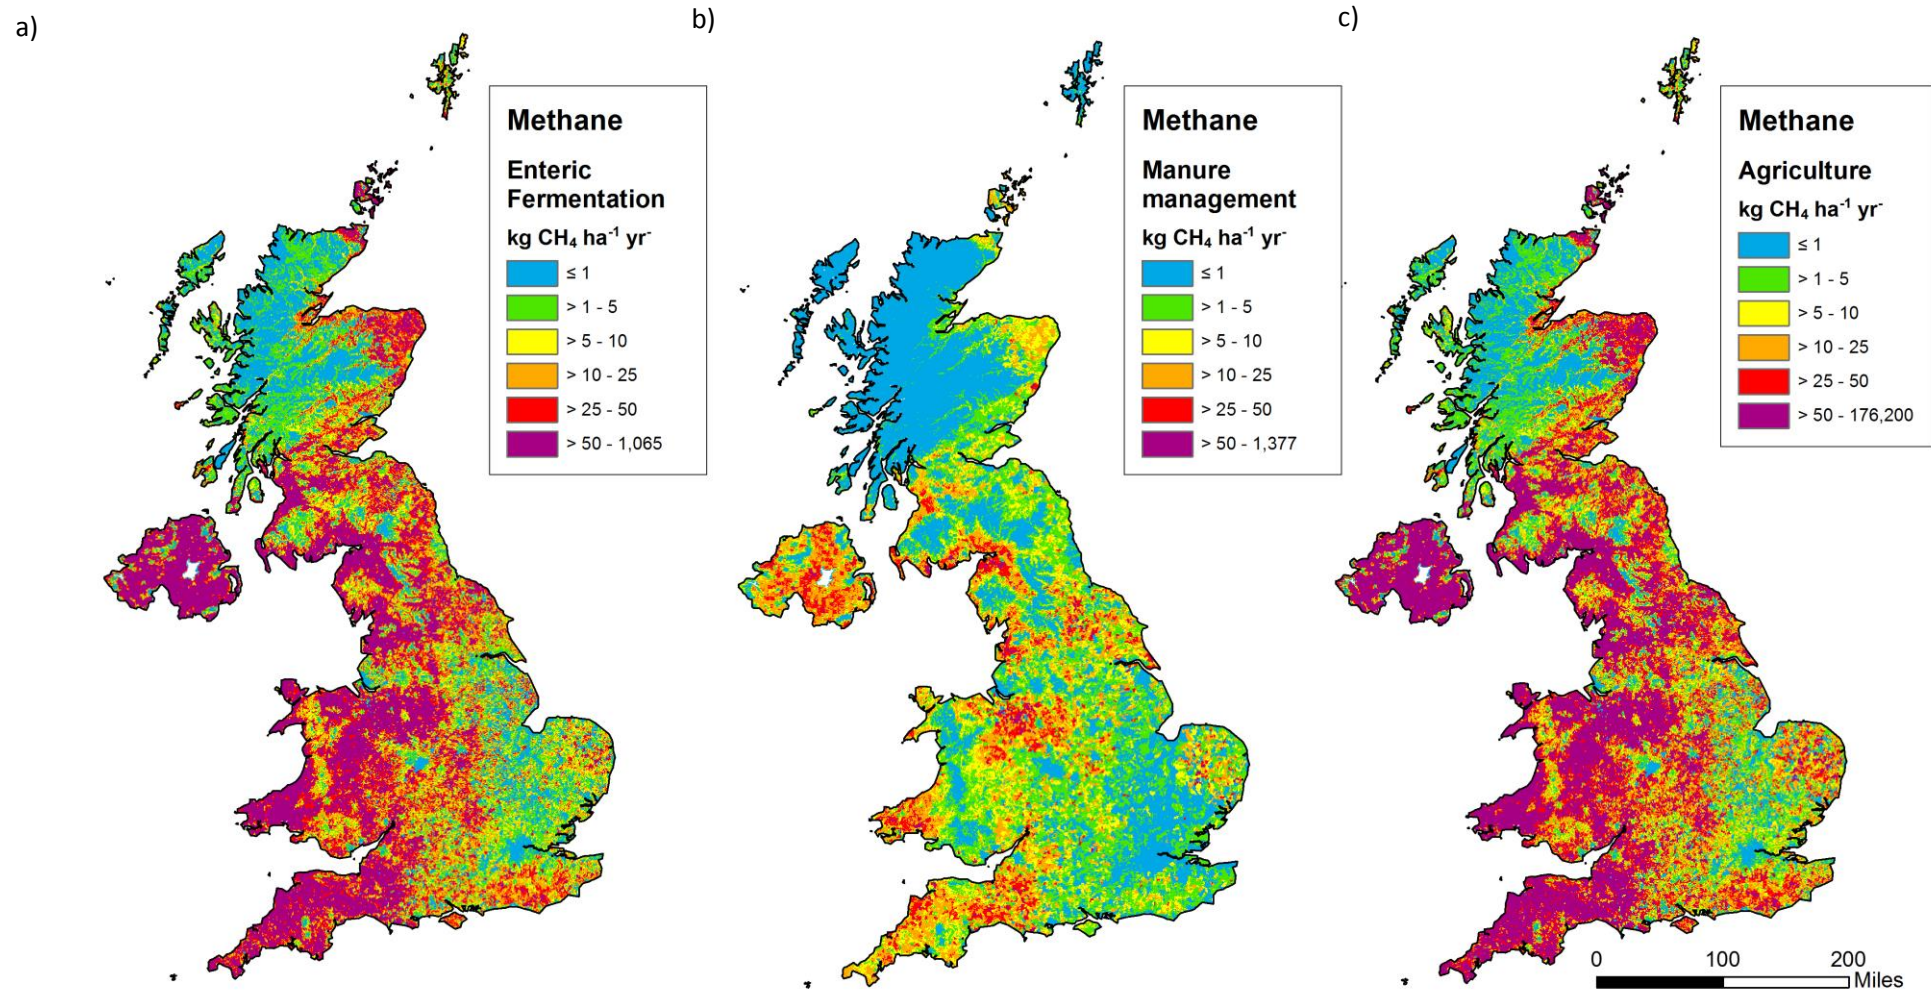 a)
Methane
Enteric
Fermentation
kg CH₄ ha⁻¹ yr⁻
≤ 1
> 1 - 5
> 5 - 10
> 10 - 25
> 25 - 50
> 50 - 1,065
b)
Methane
Manure
management
kg CH₄ ha⁻¹ yr⁻
≤ 1
> 1 - 5
> 5 - 10
> 10 - 25
> 25 - 50
> 50 - 1,377
c)
Methane
Agriculture
kg CH₄ ha⁻¹ yr⁻
≤ 1
> 1 - 5
> 5 - 10
> 10 - 25
> 25 - 50
> 50 - 176,200
0 100 200
Miles